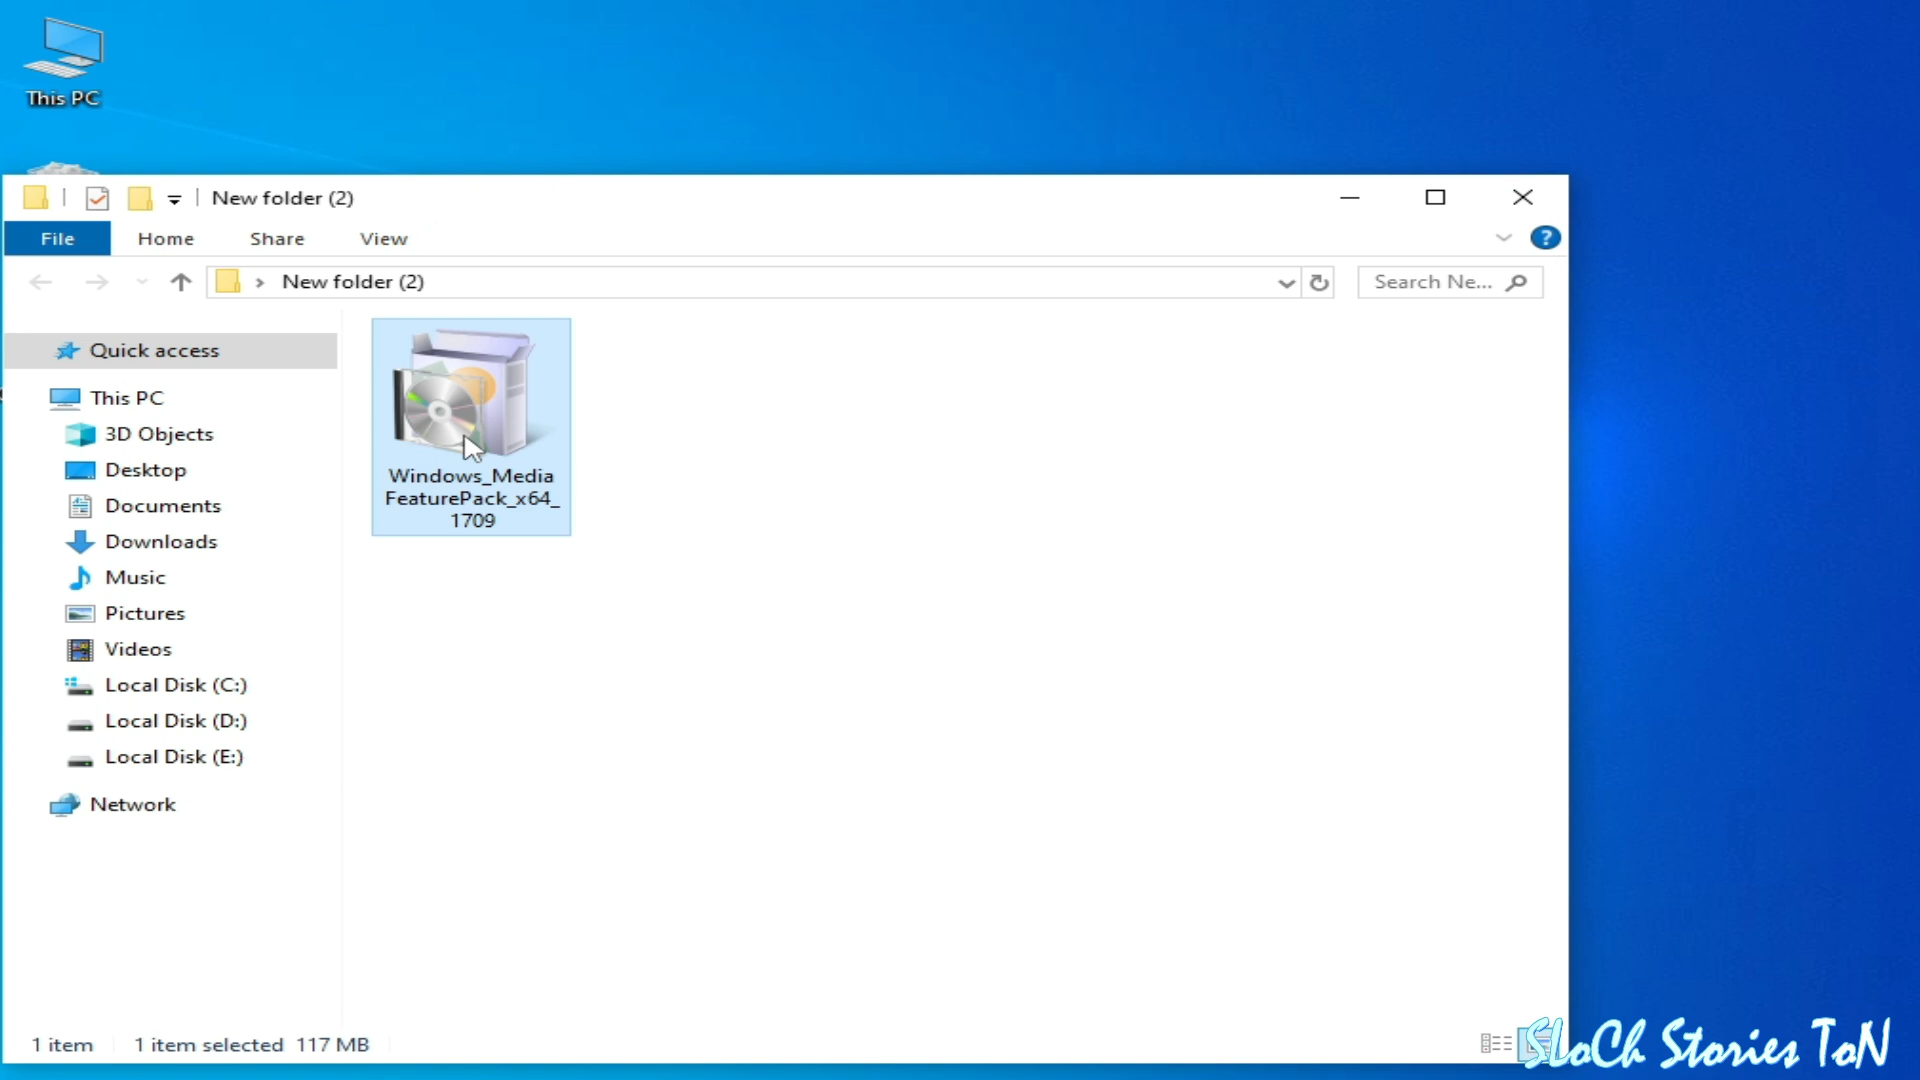 This PC
New folder (2)
File Home Share View
?
New folder (2)
Search Ne...
Quick access
This PC
3D Objects
Desktop
Documents
Downloads
Music
Pictures
Videos
Local Disk (C:)
Local Disk (D:)
Local Disk (E:)
Network
Windows_Media
FeaturePack_x64_
1709
1 item 1 item selected 117 MB
SLoCh Stories ToN